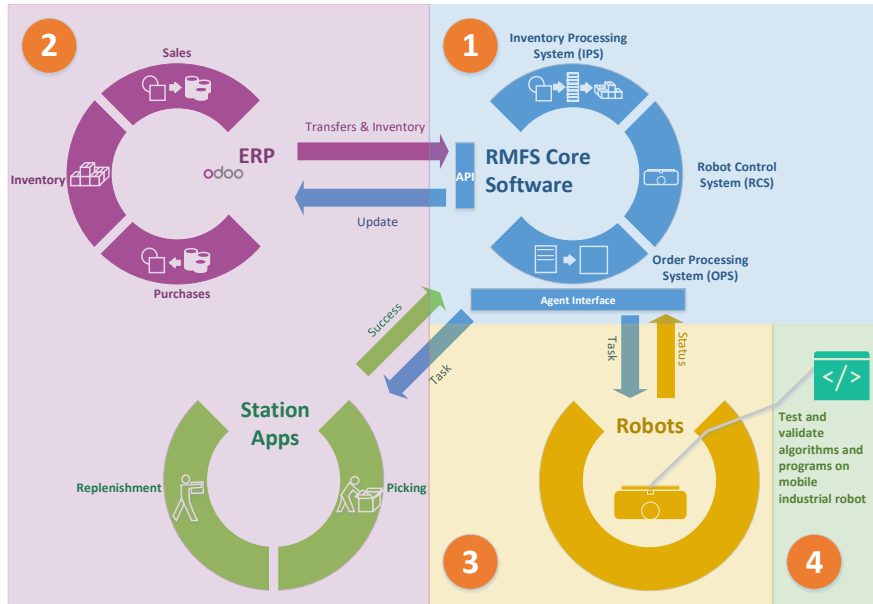 2
Sales
Inventory
Purchases
ERP
odoo
Transfers & Inventory
Update
1
Inventory Processing
System (IPS)
API
RMFS Core
Software
Robot Control
System (RCS)
Order Processing
System (OPS)
Agent Interface
Success
Task
Task
Status
Station
Apps
Replenishment
Picking
Robots
3
</>
Test and
validate
algorithms and
programs on
mobile
industrial robot
4